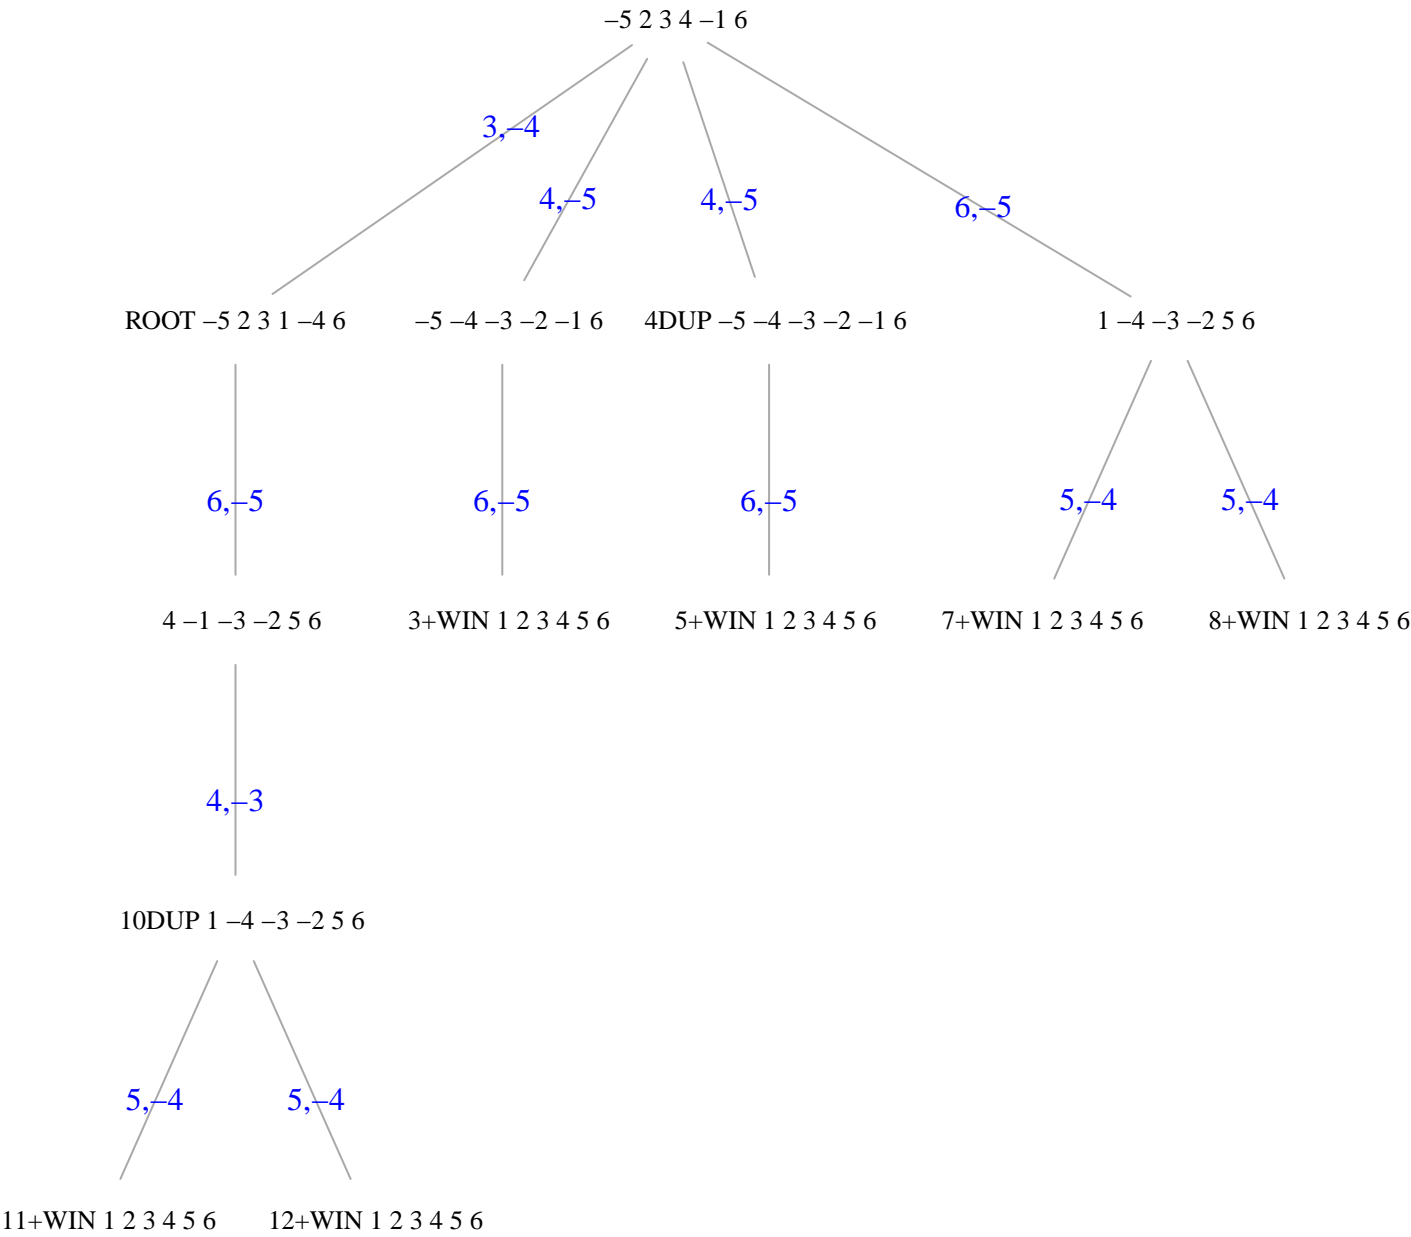 –5 2 3 4 –1 6
3,–4
4,–5
4,–5
6,–5
ROOT –5 2 3 1 –4 6
–5 –4 –3 –2 –1 6
4DUP –5 –4 –3 –2 –1 6
1 –4 –3 –2 5 6
6,–5
6,–5
6,–5
5,–4
5,–4
4 –1 –3 –2 5 6
3+WIN 1 2 3 4 5 6
5+WIN 1 2 3 4 5 6
7+WIN 1 2 3 4 5 6
8+WIN 1 2 3 4 5 6
4,–3
10DUP 1 –4 –3 –2 5 6
5,–4
5,–4
11+WIN 1 2 3 4 5 6
12+WIN 1 2 3 4 5 6